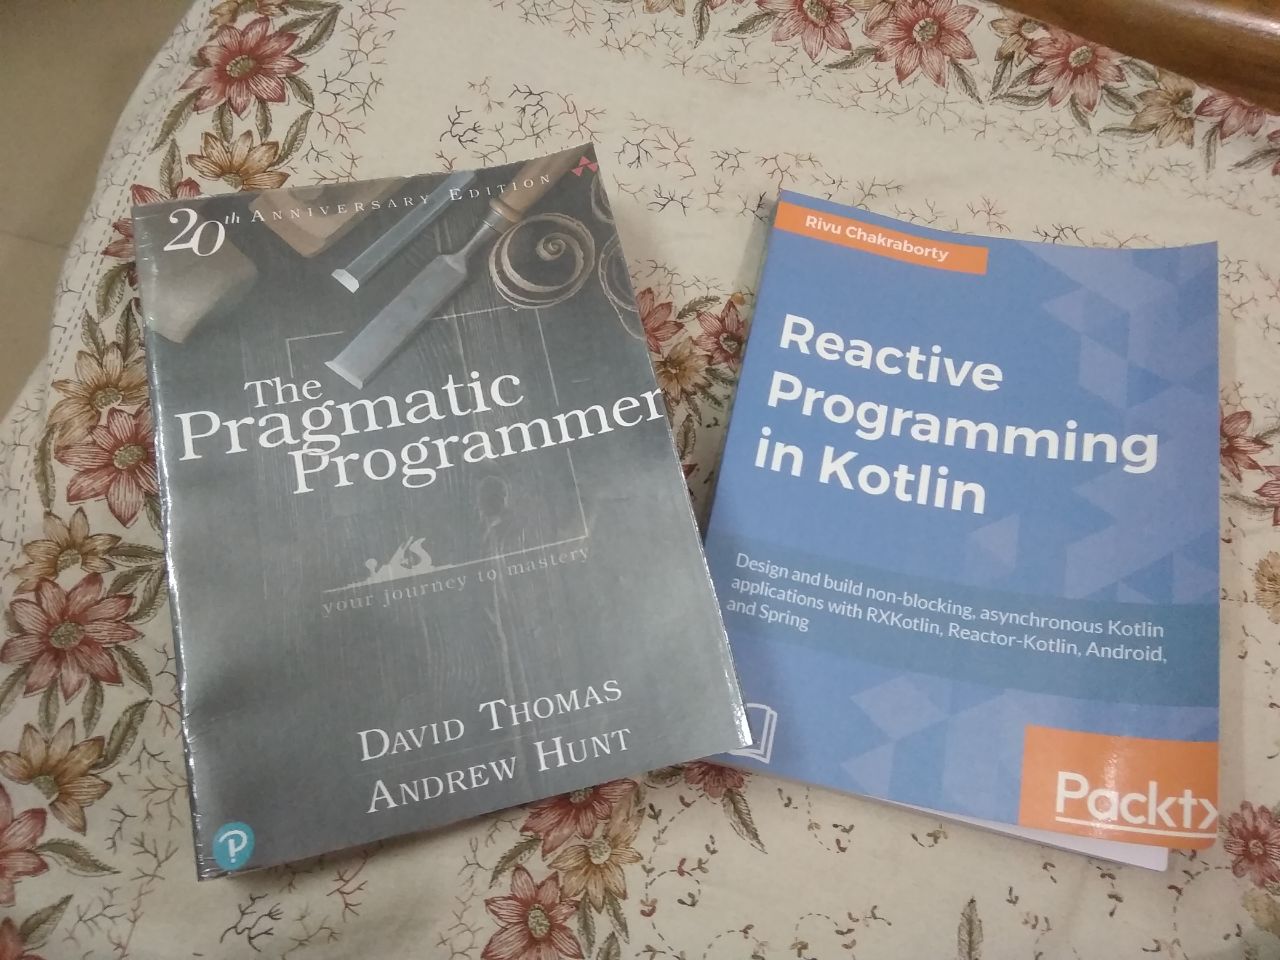 20th ANNIVERSARY EDITION
The
Pragmatic
Programmer
your journey to mastery
DAVID THOMAS
ANDREW HUNT
P
Rivu Chakraborty
Reactive
Programming
in Kotlin
Design and build non-blocking, asynchronous Kotlin
applications with RXKotlin, Reactor-Kotlin, Android,
and Spring
Packt>